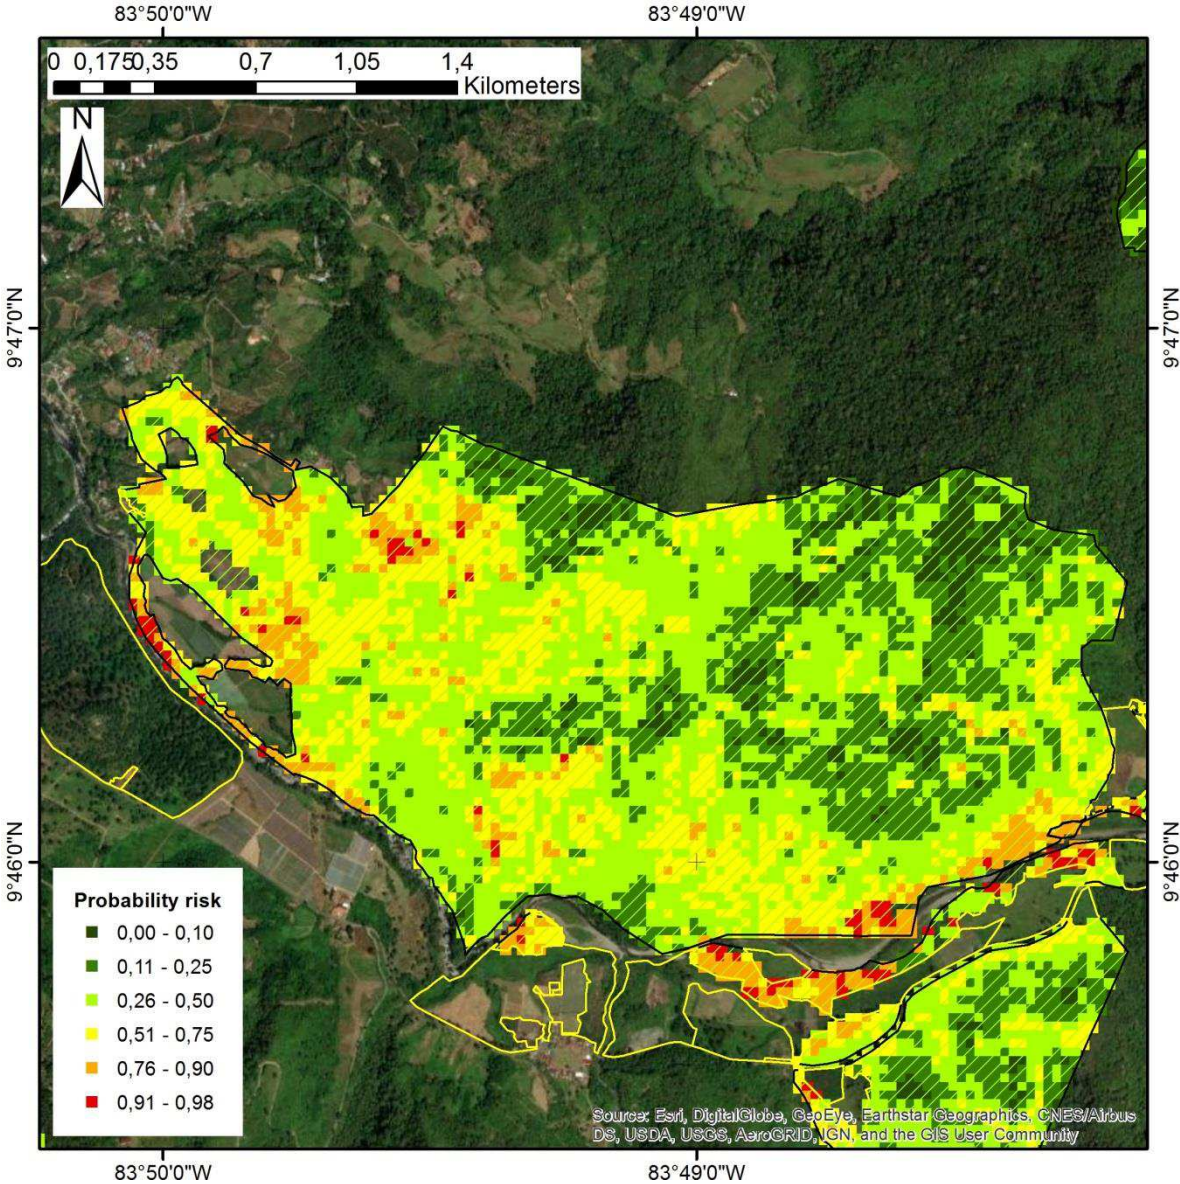 83°50'0"W 83°49'0"W
0 0,175 0,35 0,7 1,05 1,4
Kilometers
N
9°47'0"N 9°47'0"N
9°46'0"N 9°46'0"N
Probability risk
0,00 - 0,10
0,11 - 0,25
0,26 - 0,50
0,51 - 0,75
0,76 - 0,90
0,91 - 0,98
Source: Esri, DigitalGlobe, GeoEye, Earthstar Geographics, CNES/Airbus
DS, USDA, USGS, AeroGRID, IGN, and the GIS User Community
83°50'0"W 83°49'0"W